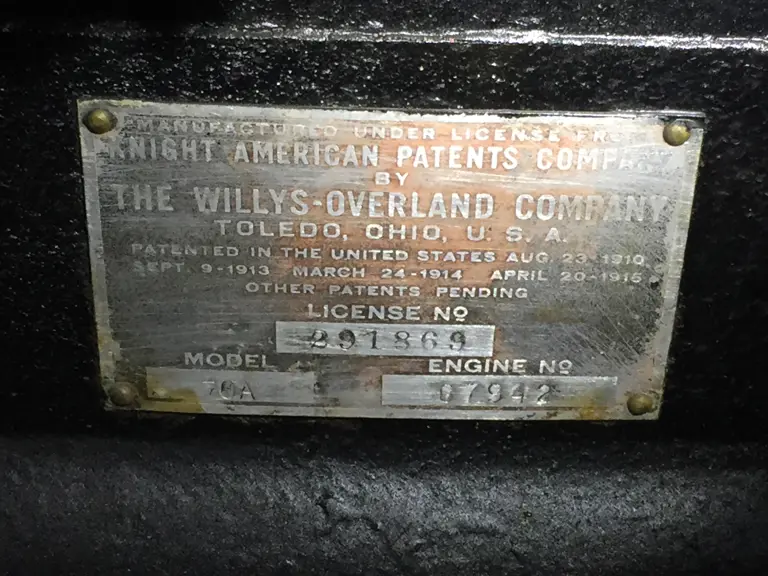 MANUFACTURED UNDER LICENSE FROM
KNIGHT AMERICAN PATENTS COMPANY
BY
THE WILLYS-OVERLAND COMPANY
TOLEDO, OHIO, U. S. A.
PATENTED IN THE UNITED STATES AUG. 23-1910
SEPT. 9-1913 MARCH 24-1914 APRIL 20-1915
OTHER PATENTS PENDING
LICENSE Nº
291869
MODEL ENGINE Nº
70A 67942